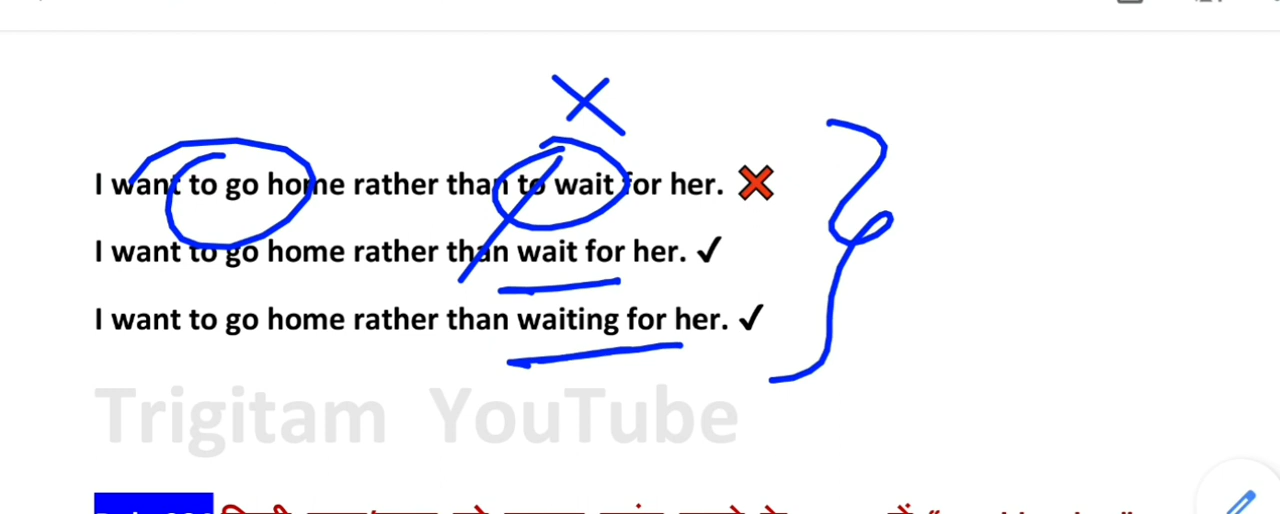 I want to go home rather than to wait for her. ❌
I want to go home rather than wait for her. ✓
I want to go home rather than waiting for her. ✓
Trigitam YouTube